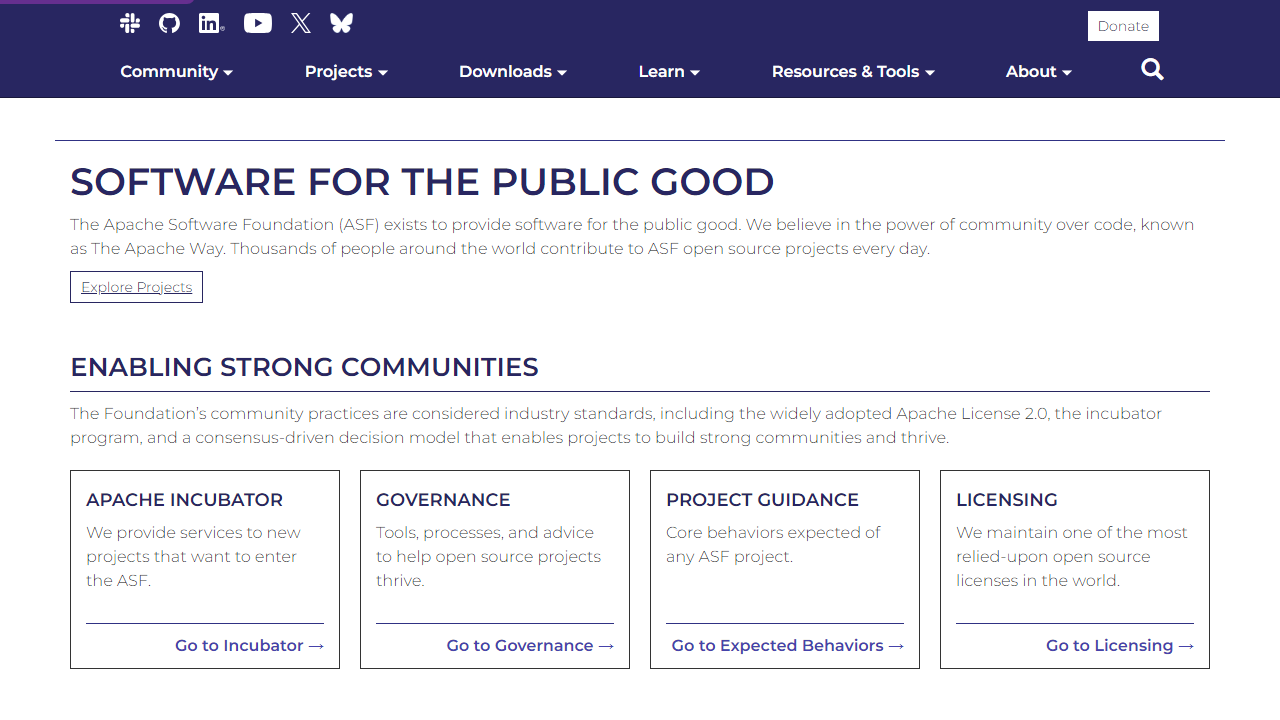 Donate
Community
Projects
Downloads
Learn
Resources & Tools
About
SOFTWARE FOR THE PUBLIC GOOD
The Apache Software Foundation (ASF) exists to provide software for the public good. We believe in the power of community over code, known
as The Apache Way. Thousands of people around the world contribute to ASF open source projects every day.
Explore Projects
ENABLING STRONG COMMUNITIES
The Foundation's community practices are considered industry standards, including the widely adopted Apache License 2.0, the incubator
program, and a consensus-driven decision model that enables projects to build strong communities and thrive.
APACHE INCUBATOR
We provide services to new
projects that want to enter
the ASF.
Go to Incubator →
GOVERNANCE
Tools, processes, and advice
to help open source projects
thrive.
Go to Governance →
PROJECT GUIDANCE
Core behaviors expected of
any ASF project.
Go to Expected Behaviors →
LICENSING
We maintain one of the most
relied-upon open source
licenses in the world.
Go to Licensing →